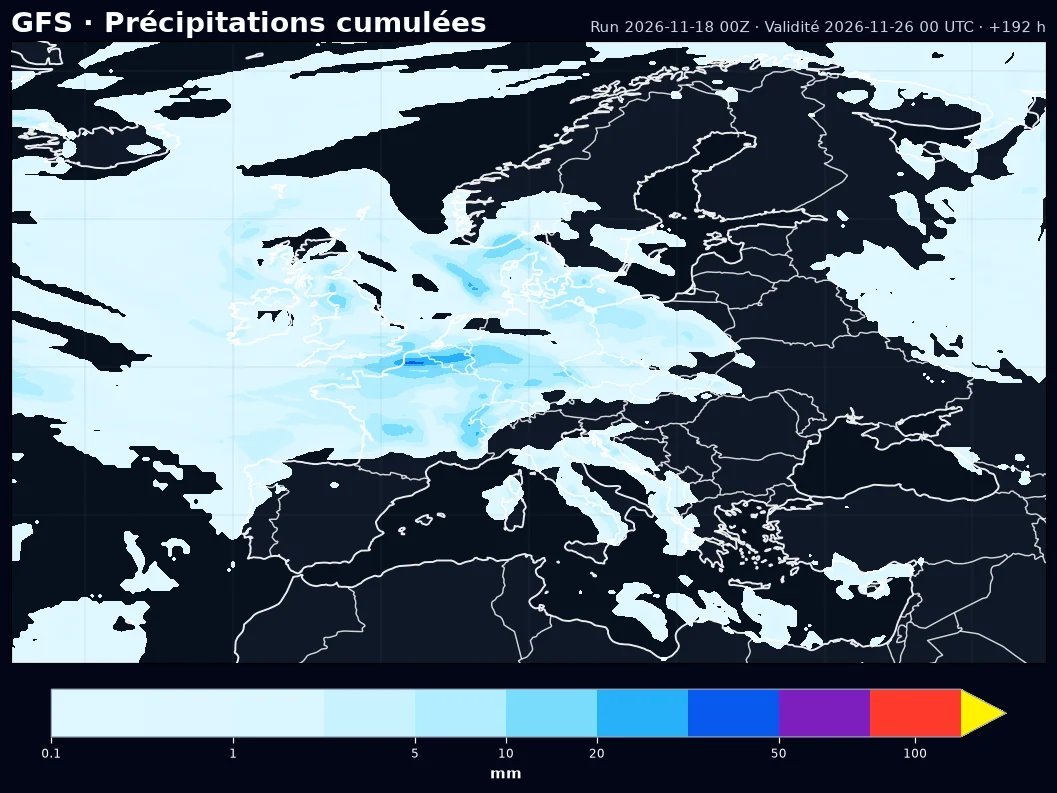 GFS · Précipitations cumulées
Run 2026-11-18 00Z · Validité 2026-11-26 00 UTC · +192 h
0.1 1 5 10 20 50 100
mm